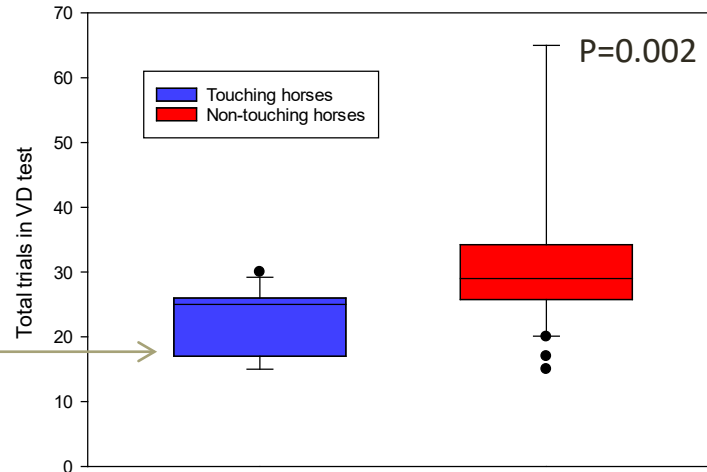 70
P=0.002
60
Touching horses
Non-touching horses
50
Total trials in VD test
40
30
20
10
0